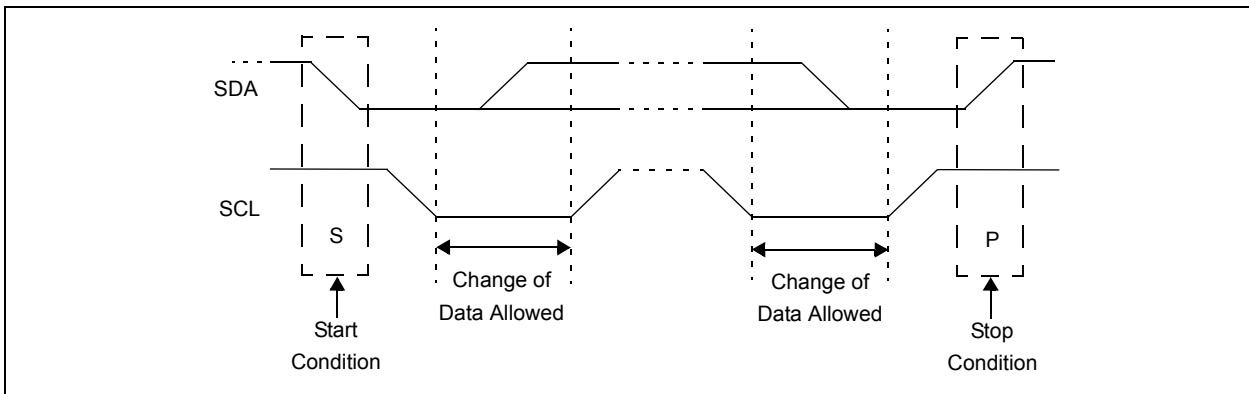 SDA
SCL
S
P
Change of
Data Allowed
Change of
Data Allowed
Start
Condition
Stop
Condition